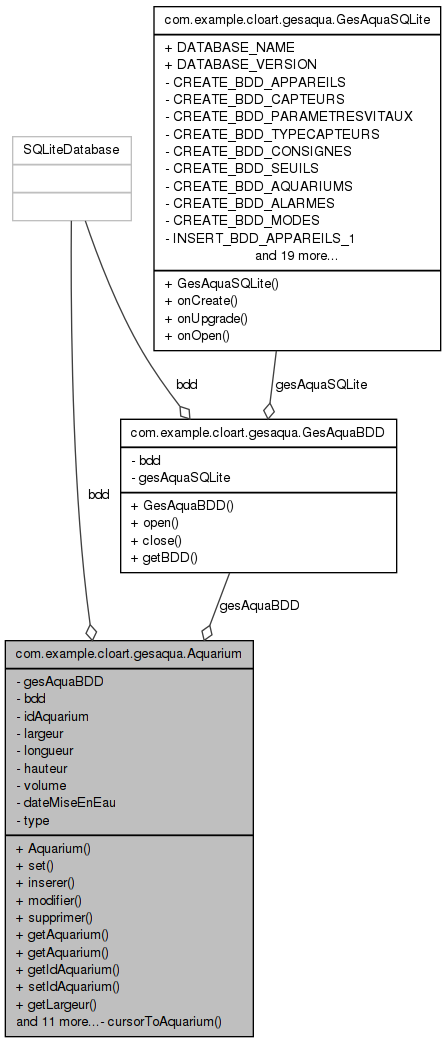 com.example.cloart.gesaqua.GesAquaSQLite
+ DATABASE_NAME
+ DATABASE_VERSION
- CREATE_BDD_APPAREILS
- CREATE_BDD_CAPTEURS
- CREATE_BDD_PARAMETRESVITAUX
- CREATE_BDD_TYPECAPTEURS
- CREATE_BDD_CONSIGNES
- CREATE_BDD_SEUILS
- CREATE_BDD_AQUARIUMS
- CREATE_BDD_ALARMES
- CREATE_BDD_MODES
- INSERT_BDD_APPAREILS_1
and 19 more...
+ GesAquaSQLite()
+ onCreate()
+ onUpgrade()
+ onOpen()
SQLiteDatabase
bdd
gesAquaSQLite
com.example.cloart.gesaqua.GesAquaBDD
- bdd
- gesAquaSQLite
+ GesAquaBDD()
+ open()
+ close()
+ getBDD()
bdd
gesAquaBDD
com.example.cloart.gesaqua.Aquarium
- gesAquaBDD
- bdd
- idAquarium
- largeur
- longueur
- hauteur
- volume
- dateMiseEnEau
- type
+ Aquarium()
+ set()
+ inserer()
+ modifier()
+ supprimer()
+ getAquarium()
+ getAquarium()
+ getIdAquarium()
+ setIdAquarium()
+ getLargeur()
and 11 more...- cursorToAquarium()